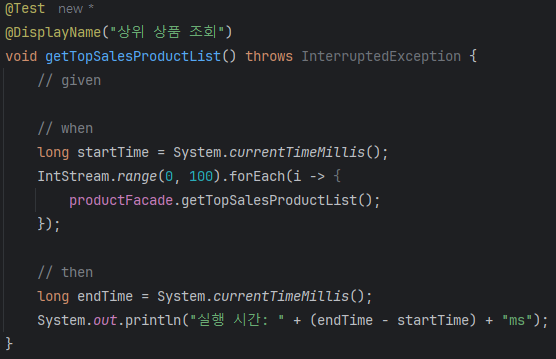 @Test new *
@DisplayName("상위 상품 조회")
void getTopSalesProductList() throws InterruptedException {
// given
// when
long startTime = System.currentTimeMillis();
IntStream.range(0, 100).forEach(i -> {
productFacade.getTopSalesProductList();
});
// then
long endTime = System.currentTimeMillis();
System.out.println("실행 시간: " + (endTime - startTime) + "ms");
}